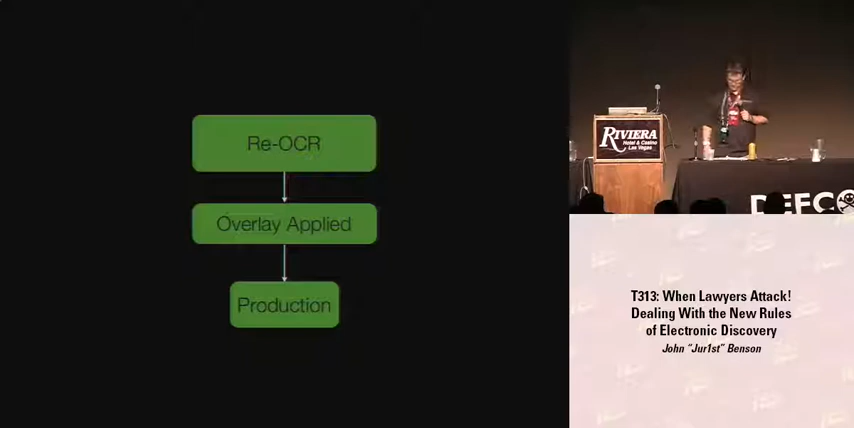 Re-OCR
Overlay Applied
Production
RIVIERA
Hotel & Casino
Las Vegas
DEFC
T313: When Lawyers Attack!
Dealing With the New Rules
of Electronic Discovery
John "Jur1st" Benson